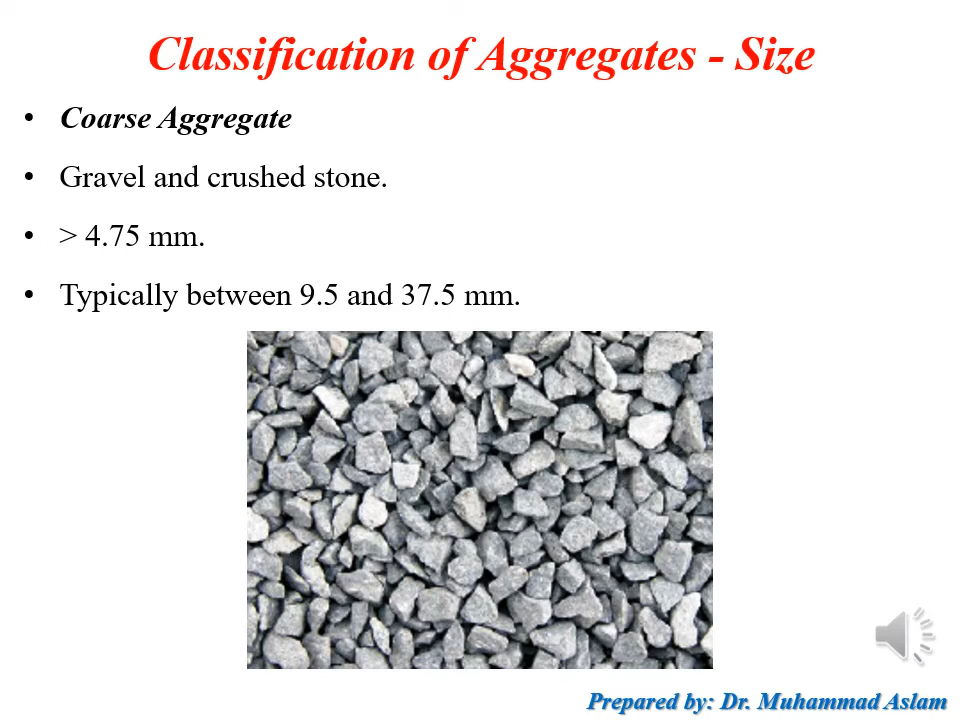 Classification of Aggregates - Size
• Coarse Aggregate
• Gravel and crushed stone.
• > 4.75 mm.
• Typically between 9.5 and 37.5 mm.
Prepared by: Dr. Muhammad Aslam